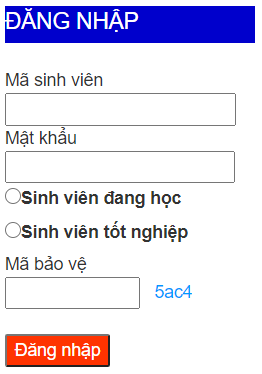 ĐĂNG NHẬP
Mã sinh viên
Mật khẩu
Sinh viên đang học
Sinh viên tốt nghiệp
Mã bảo vệ
5ac4
Đăng nhập